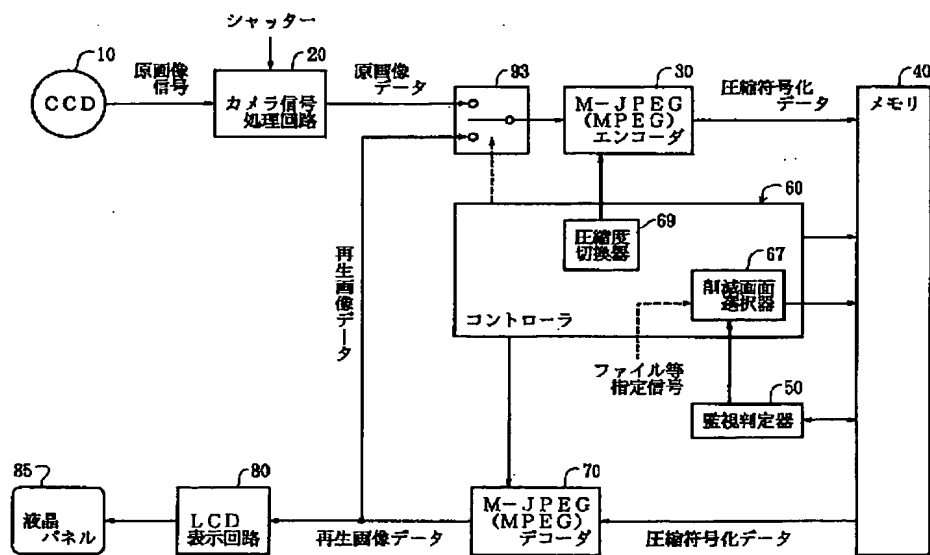 シャッター
10
20
93
30
40
原画像
信号
原画像
データ
圧縮符号化
データ
CCD
カメラ信号
処理回路
M-JPEG
(MPEG)
エンコーダ
メモリ
60
69
圧縮度
切換器
67
削減画面
選択器
再生画像データ
コントローラ
ファイル等
指定信号
50
監視判定器
85
80
70
液晶
パネル
LCD
表示回路
再生画像データ
M-JPEG
(MPEG)
デコーダ
圧縮符号化データ